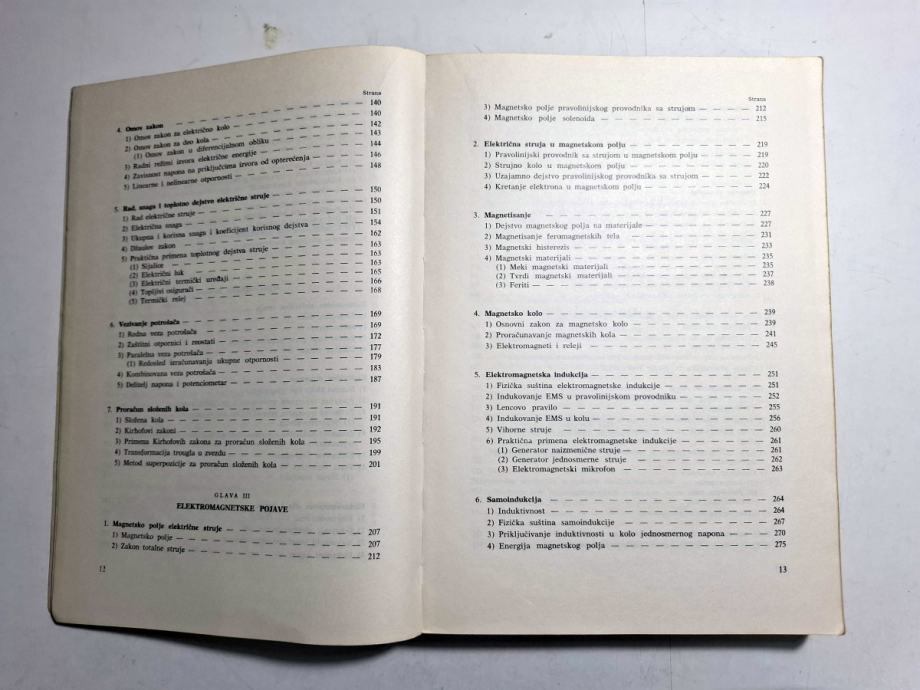 Strana
4. Omov zakon — 140
1) Omov zakon za električno kolo — 140
2) Omov zakon za deo kola — 142
(1) Omov zakon u diferencijalnom obliku — 143
3) Radni režimi izvora električne energije — 144
4) Zavisnost napona na priključcima izvora od opterećenja — 146
5) Linearne i nelinearne otpornosti — 148
5. Rad, snaga i toplotno dejstvo električne struje — 150
1) Rad električne struje — 150
2) Električna snaga — 151
3) Ukupna i korisna snaga i koeficijent korisnog dejstva — 154
4) Džulov zakon — 162
5) Praktična primena toplotnog dejstva struje — 163
(1) Sijalice — 163
(2) Električni luk — 163
(3) Električni termički uređaji — 165
(4) Topljivi osigurači — 166
(5) Termički relej — 168
6. Vezivanje potrošača — 169
1) Redna veza potrošača — 169
2) Zaštitni otpornici i reostati — 172
3) Paralelna veza potrošača — 177
(1) Redosled izračunavanja ukupne otpornosti — 179
4) Kombinovana veza potrošača — 183
5) Delitelj napona i potenciometar — 187
7. Proračun složenih kola — 191
1) Složena kola — 191
2) Kirhofovi zakoni — 192
3) Primena Kirhofovih zakona za proračun složenih kola — 195
4) Transformacija trougla u zvezdu — 199
5) Metod superpozicije za proračun složenih kola — 201
GLAVA III
ELEKTROMAGNETSKE POJAVE
1. Magnetsko polje električne struje — 207
1) Magnetsko polje — 207
2) Zakon totalne struje — 212
12
Strana
3) Magnetsko polje pravolinijskog provodnika sa strujom — 212
4) Magnetsko polje solenoida — 215
2. Električna struja u magnetskom polju — 219
1) Pravolinijski provodnik sa strujom u magnetskom polju — 219
2) Strujno kolo u magnetskom polju — 220
3) Uzajamno dejstvo pravolinijskog provodnika sa strujom — 222
4) Kretanje elektrona u magnetskom polju — 224
3. Magnetisanje — 227
1) Dejstvo magnetskog polja na materijale — 227
2) Magnetisanje feromagnetskih tela — 231
3) Magnetski histerezis — 233
4) Magnetski materijali — 235
(1) Meki magnetski materijali — 235
(2) Tvrdi magnetski materijali — 237
(3) Feriti — 238
4. Magnetsko kolo — 239
1) Osnovni zakon za magnetsko kolo — 239
2) Proračunavanje magnetskih kola — 241
3) Elektromagneti i releji — 245
5. Elektromagnetska indukcija — 251
1) Fizička suština elektromagnetske indukcije — 251
2) Indukovanje EMS u pravolinijskom provodniku — 252
3) Lencovo pravilo — 255
4) Indukovanje EMS u kolu — 256
5) Vihorne struje — 260
6) Praktična primena elektromagnetske indukcije — 261
(1) Generator naizmenične struje — 261
(2) Generator jednosmerne struje — 262
(3) Elektromagnetski mikrofon — 263
6. Samoindukcija — 264
1) Induktivnost — 264
2) Fizička suština samoindukcije — 267
3) Priključivanje induktivnosti u kolo jednosmernog napona — 270
4) Energija magnetskog polja — 275
13